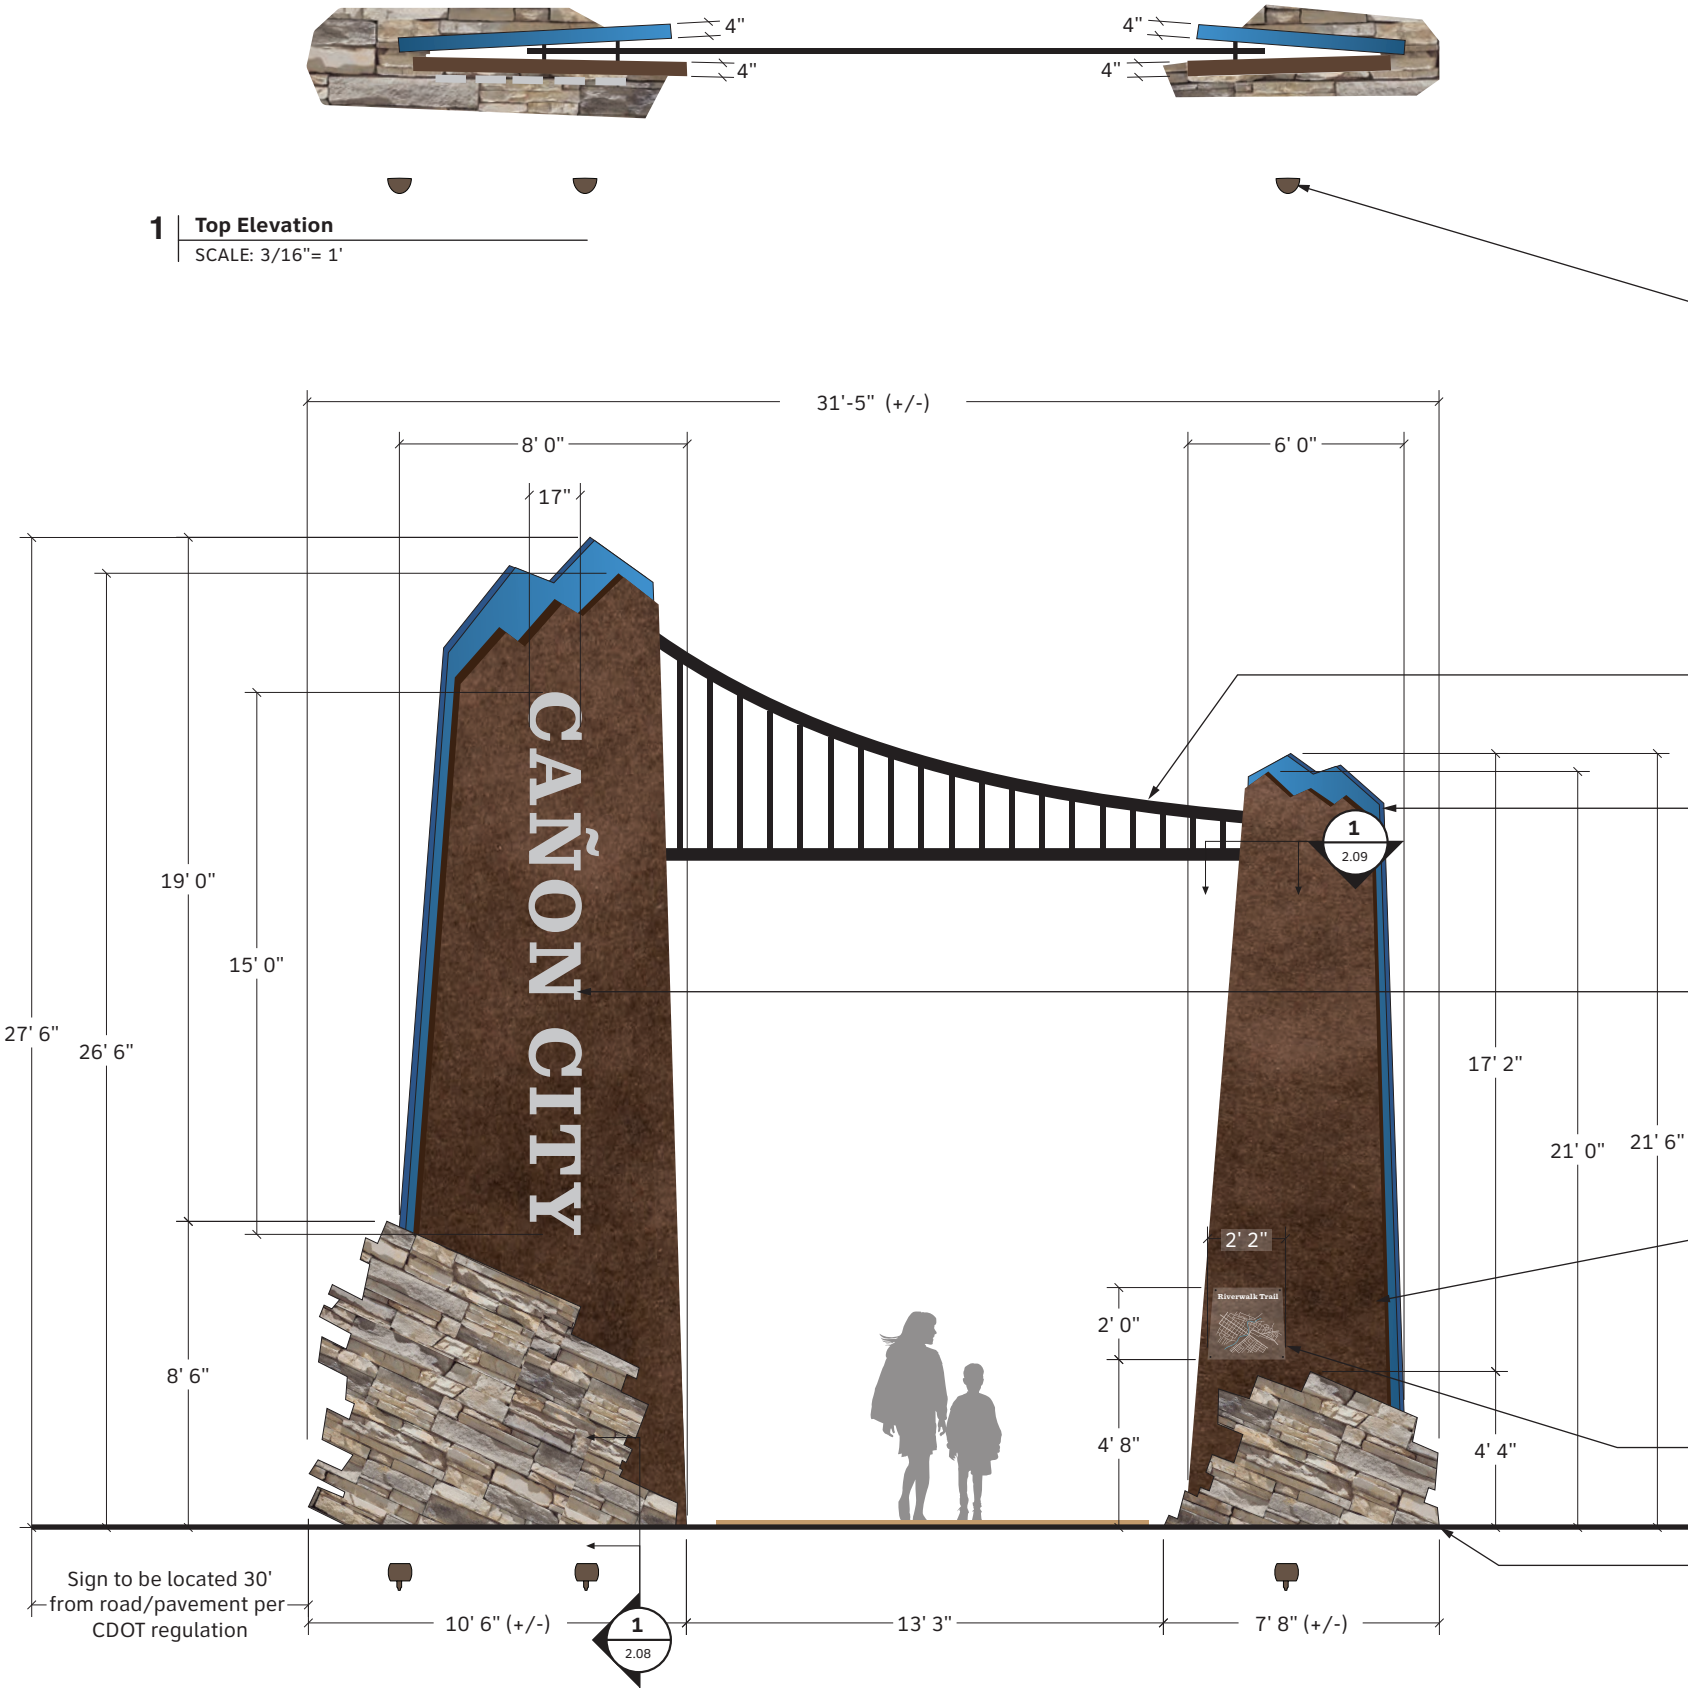 4"
4"
4"
4"
1
Top Elevation
SCALE: 3/16"= 1'
31'-5" (+/-)
8' 0"
6' 0"
17"
CAÑON CITY
1
2.09
19' 0"
15' 0"
27' 6"
26' 6"
17' 2"
21' 0"
21' 6"
2' 2"
Riverwalk Trail
2' 0"
8' 6"
4' 8"
4' 4"
Sign to be located 30'
from road/pavement per
CDOT regulation
10' 6" (+/-)
1
2.08
13' 3"
7' 8" (+/-)